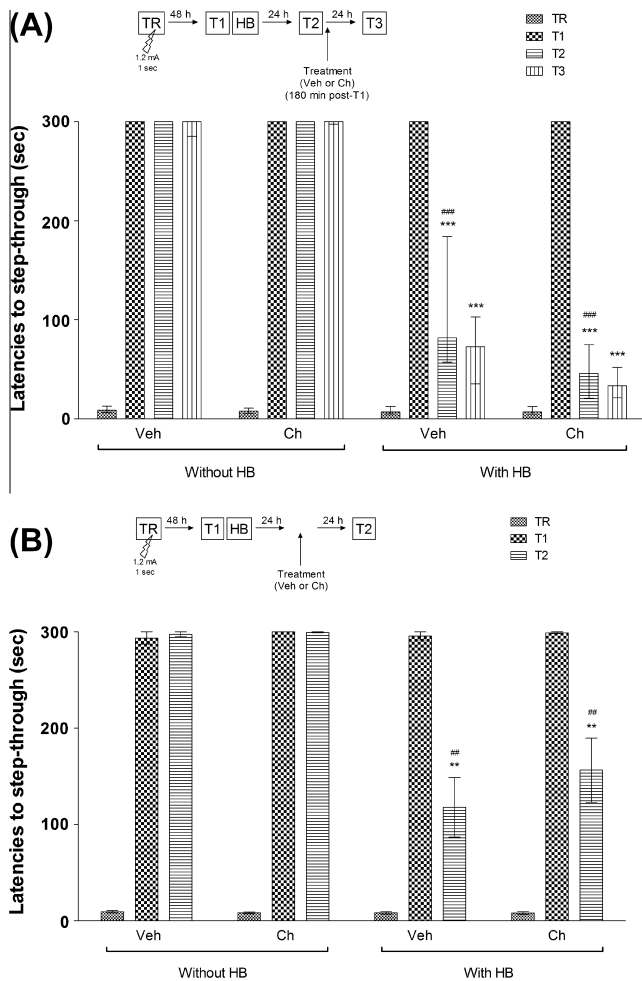 (A)
TR 48 h T1 HB 24 h T2 24 h T3
1.2 mA
1 sec
Treatment
(Veh or Ch)
(180 min post-T1)
TR
T1
T2
T3
Latencies to step-through (sec)
300
200
100
0
###
***
***
###
***
***
Veh Ch Veh Ch
Without HB With HB
(B)
TR 48 h T1 HB 24 h 24 h T2
1.2 mA
1 sec
Treatment
(Veh or Ch)
TR
T1
T2
Latencies to step-through (sec)
300
200
100
0
##
**
##
**
Veh Ch Veh Ch
Without HB With HB